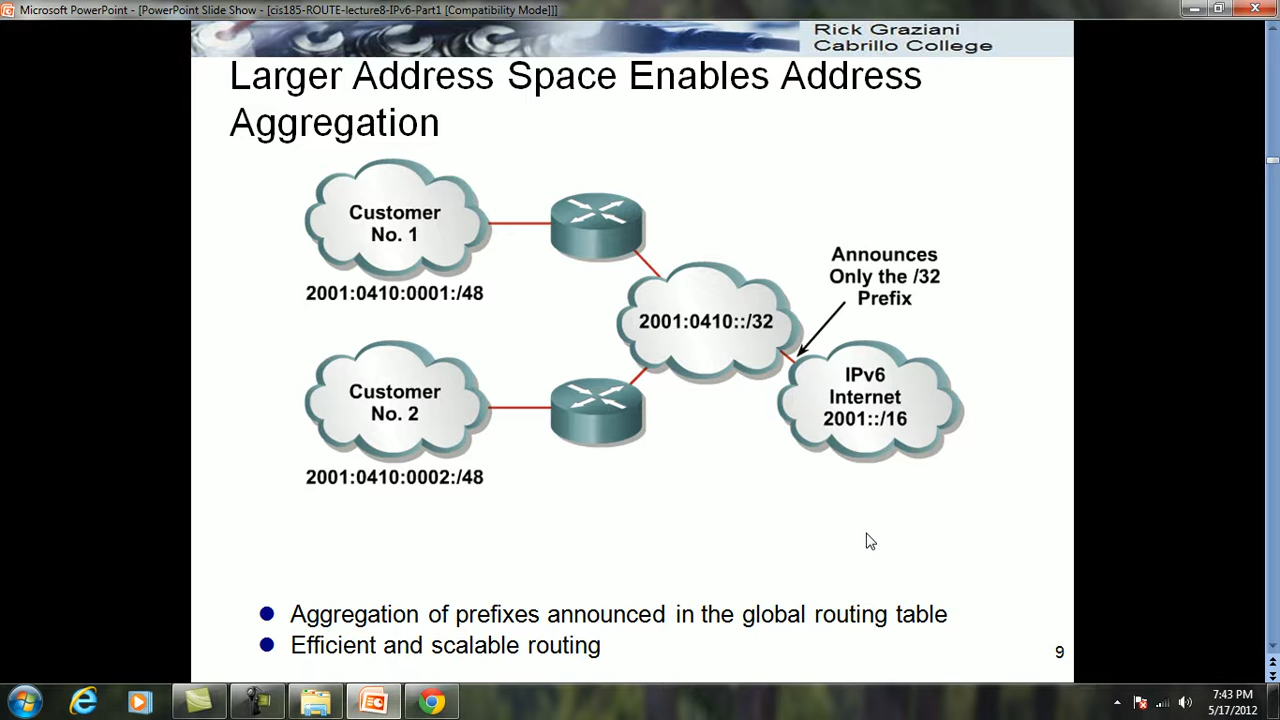 Microsoft PowerPoint - [PowerPoint Slide Show - [cis185-ROUTE-lecture8-IPv6-Part1 [Compatibility Mode]]]
Rick Graziani
Cabrillo College
Larger Address Space Enables Address
Aggregation
Customer
No. 1
2001:0410:0001:/48
Announces
Only the /32
Prefix
2001:0410::/32
IPv6
Internet
2001::/16
Customer
No. 2
2001:0410:0002:/48
Aggregation of prefixes announced in the global routing table
Efficient and scalable routing
9
7:43 PM
5/17/2012